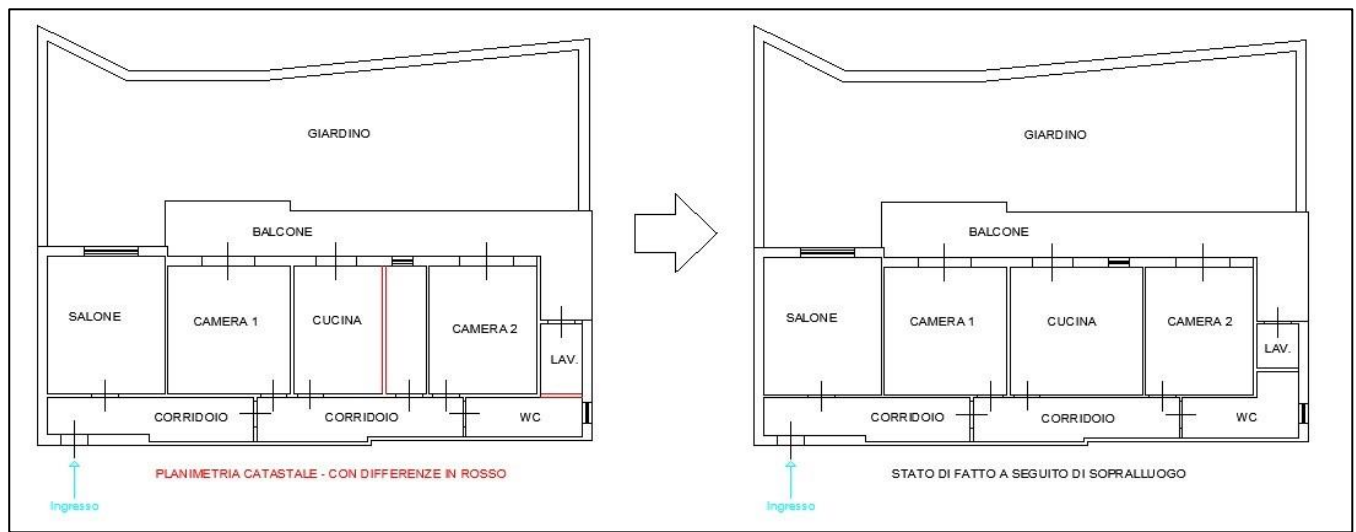 GIARDINO
BALCONE
SALONE
CAMERA 1
CUCINA
CAMERA 2
LAV.
CORRIDOIO
CORRIDOIO
WC
PLANIMETRIA CATASTALE - CON DIFFERENZE IN ROSSO
Ingresso
GIARDINO
BALCONE
SALONE
CAMERA 1
CUCINA
CAMERA 2
LAV.
CORRIDOIO
CORRIDOIO
WC
STATO DI FATTO A SEGUITO DI SOPRALLUOGO
Ingresso